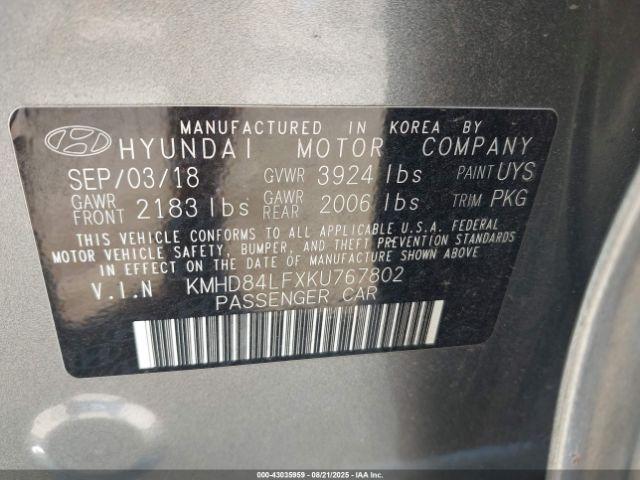 MANUFACTURED IN KOREA BY
HYUNDAI MOTOR COMPANY
SEP/03/18 GVWR 3924 lbs PAINT UYS
GAWR FRONT 2183 lbs GAWR REAR 2006 lbs TRIM PKG
THIS VEHICLE CONFORMS TO ALL APPLICABLE U.S.A. FEDERAL
MOTOR VEHICLE SAFETY, BUMPER, AND THEFT PREVENTION STANDARDS
IN EFFECT ON THE DATE OF MANUFACTURE SHOWN ABOVE.
V.I.N KMHD84LFXKU767802
PASSENGER CAR
000-43035959 - 08/21/2025 - IAA, Inc.